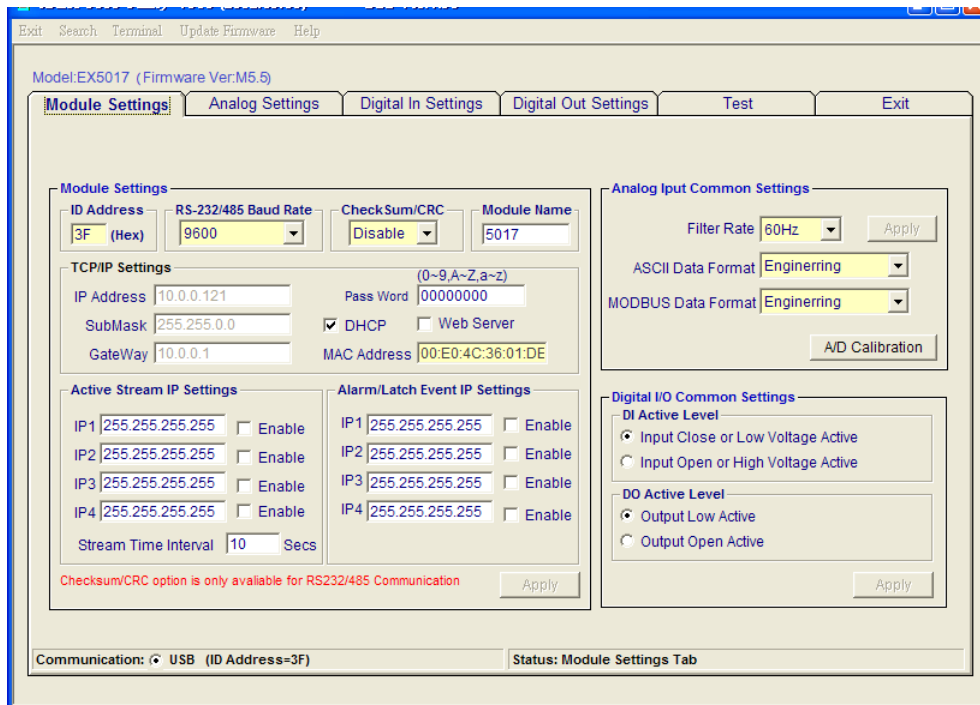 Exit Search Terminal Update Firmware Help
Model:EX5017 (Firmware Ver:M5.5)
Module Settings Analog Settings Digital In Settings Digital Out Settings Test Exit
Module Settings
ID Address RS-232/485 Baud Rate CheckSum/CRC Module Name
3F (Hex) 9600 Disable 5017
TCP/IP Settings
(0~9,A~Z,a~z)
IP Address 10.0.0.121 Pass Word 00000000
SubMask 255.255.0.0 DHCP Web Server
GateWay 10.0.0.1 MAC Address 00:E0:4C:36:01:DE
Active Stream IP Settings
IP1 255.255.255.255 Enable
IP2 255.255.255.255 Enable
IP3 255.255.255.255 Enable
IP4 255.255.255.255 Enable
Stream Time Interval 10 Secs
Alarm/Latch Event IP Settings
IP1 255.255.255.255 Enable
IP2 255.255.255.255 Enable
IP3 255.255.255.255 Enable
IP4 255.255.255.255 Enable
Checksum/CRC option is only avaliable for RS232/485 Communication Apply
Analog Iput Common Settings
Filter Rate 60Hz Apply
ASCII Data Format Enginerring
MODBUS Data Format Enginerring
A/D Calibration
Digital I/O Common Settings
DI Active Level
Input Close or Low Voltage Active
Input Open or High Voltage Active
DO Active Level
Output Low Active
Output Open Active
Apply
Communication: USB (ID Address=3F) Status: Module Settings Tab